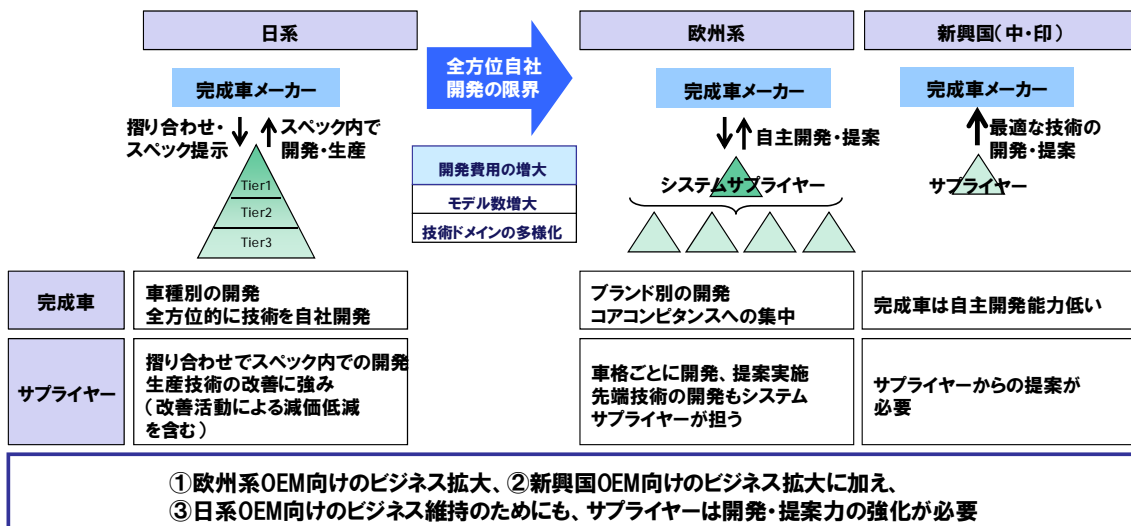 日系
欧州系
新興国(中・印)
完成車メーカー
摺り合わせ・
スペック提示
スペック内で
開発・生産
Tier1
Tier2
Tier3
全方位自社
開発の限界
開発費用の増大
モデル数増大
技術ドメインの多様化
完成車メーカー
自主開発・提案
システムサプライヤー
完成車メーカー
最適な技術の
開発・提案
サプライヤー
完成車
車種別の開発
全方位的に技術を自社開発
ブランド別の開発
コアコンピタンスへの集中
完成車は自主開発能力低い
サプライヤー
摺り合わせでスペック内での開発
生産技術の改善に強み
(改善活動による減価低減
を含む)
車格ごとに開発、提案実施
先端技術の開発もシステム
サプライヤーが担う
サプライヤーからの提案が
必要
①欧州系OEM向けのビジネス拡大、②新興国OEM向けのビジネス拡大に加え、
③日系OEM向けのビジネス維持のためにも、サプライヤーは開発・提案力の強化が必要